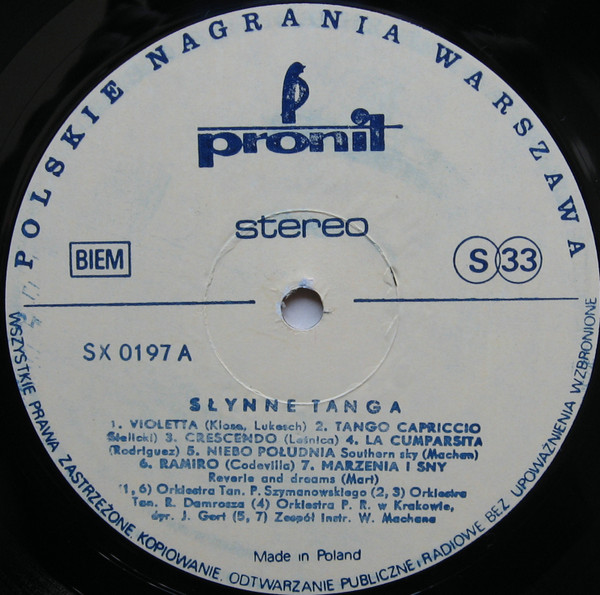 POLSKIE NAGRANIA WARSZAWA
pronit
stereo
BIEM
S 33
SX 0197 A
SŁYNNE TANGA
1. VIOLETTA (Klose, Lukesch) 2. TANGO CAPRICCIO
Sielicki) 3. CRESCENDO (Leśnica) 4. LA CUMPARSITA
(Rodriguez) 5. NIEBO POŁUDNIA Southern sky (Machan)
6. RAMIRO (Codevilla) 7. MARZENIA I SNY
Reverie and dreams (Mart)
(1, 6) Orkiestra Tan. P. Szymanowskiego (2, 3) Orkiestra
Tan. B. Damrosza (4) Orkiestra P. R. w Krakowie,
dyr. J. Gert (5, 7) Zespół Instr. W. Machana
Made in Poland
WSZYSTKIE PRAWA ZASTRZEŻONE, KOPIOWANIE, ODTWARZANIE PUBLICZNE, RADIOWE BEZ UPOWAŻNIENIA WZBRONIONE